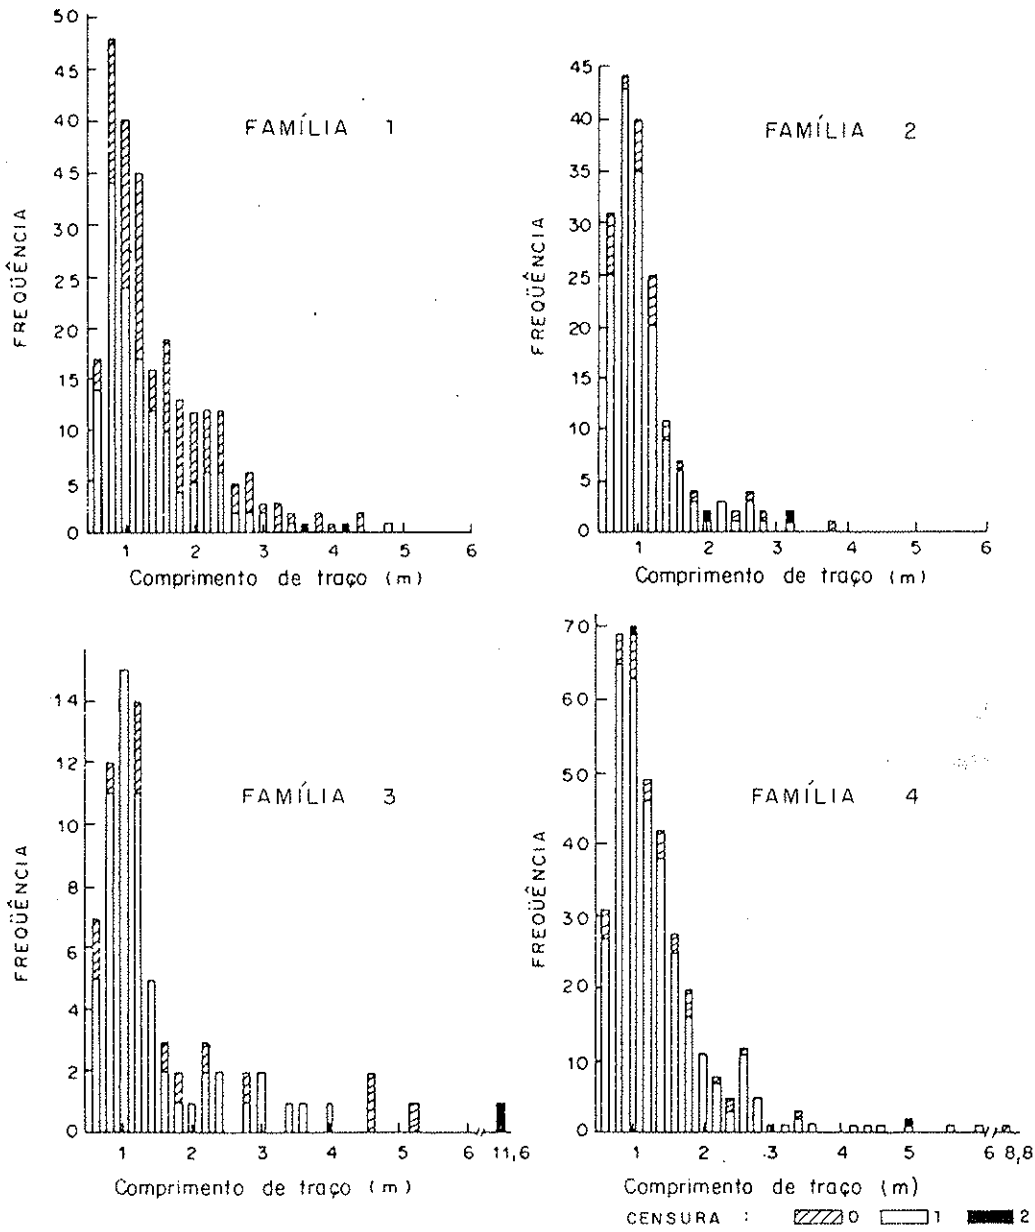 FAMÍLIA 1
FREQÜÊNCIA
50
45
40
45
30
25
20
15
10
5
0
1 2 3 4 5 6
Comprimento de traço (m)
FAMÍLIA 2
FREQÜÊNCIA
45
40
35
30
25
20
15
10
5
0
1 2 3 4 5 6
Comprimento de traço (m)
FAMÍLIA 3
FREQÜÊNCIA
14
12
10
8
6
4
2
0
1 2 3 4 5 6 11,6
Comprimento de traço (m)
FAMÍLIA 4
FREQÜÊNCIA
70
60
50
40
30
20
10
0
1 2 3 4 5 6 8,8
Comprimento de traço (m)
CENSURA : 0 1 2